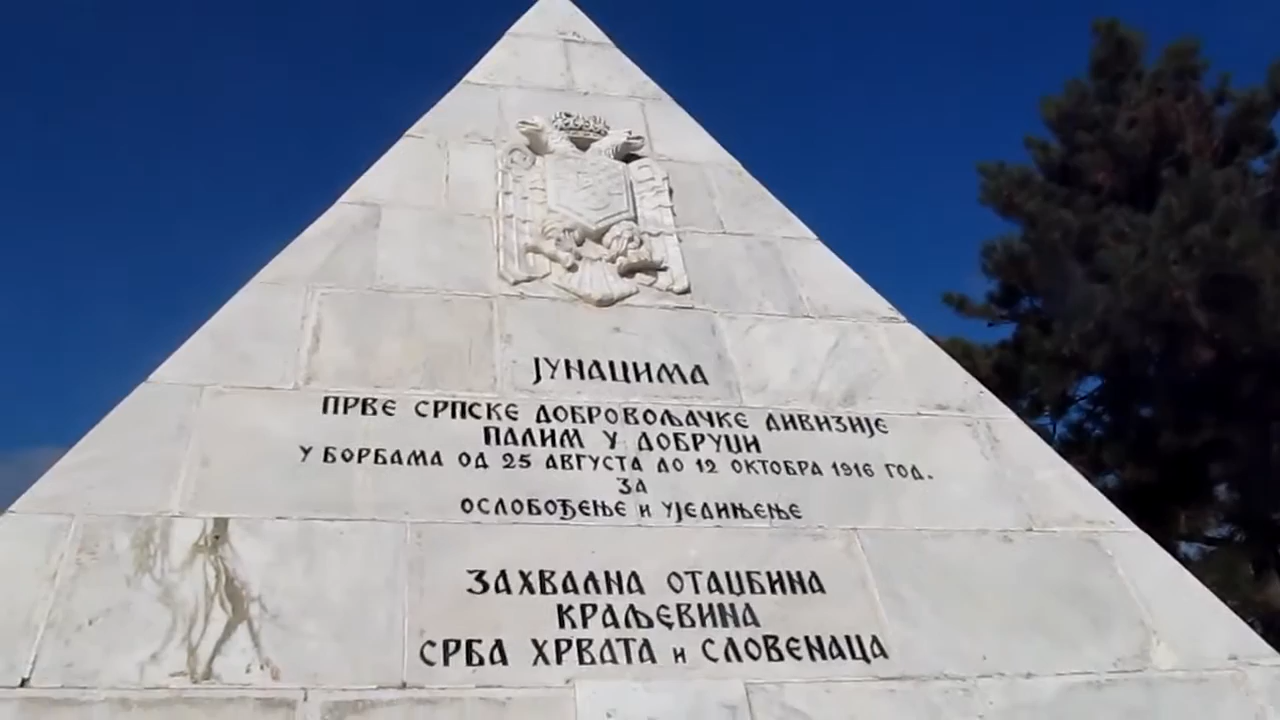 ЈУНАЦИМА
ПРВЕ СРПСКЕ ДОБРОВОЉАЧКЕ ДИВИЗИЈЕ
ПАЛИМ У ДОБРУЏИ
У БОРБАМА ОД 25 АВГУСТА ДО 12 ОКТОБРА 1916 ГОД.
ЗА
ОСЛОБОЂЕЊЕ И УЈЕДИЊЕЊЕ
ЗАХВАЛНА ОТАЏБИНА
КРАЉЕВИНА
СРБА ХРВАТА И СЛОВЕНАЦА